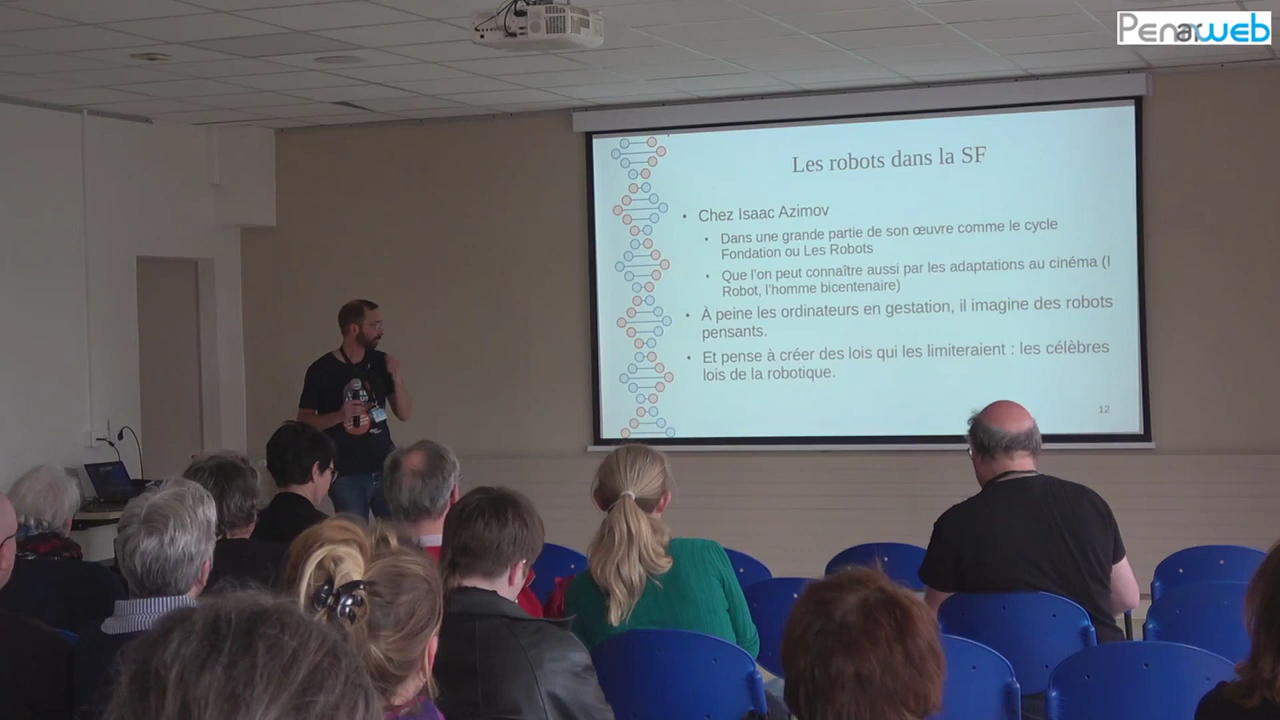 Penarweb
Les robots dans la SF
• Chez Isaac Azimov
• Dans une grande partie de son œuvre comme le cycle
Fondation ou Les Robots
• Que l'on peut connaître aussi par les adaptations au cinéma (I
Robot, l'homme bicentenaire)
• À peine les ordinateurs en gestation, il imagine des robots
pensants.
• Et pense à créer des lois qui les limiteraient : les célèbres
lois de la robotique.
12